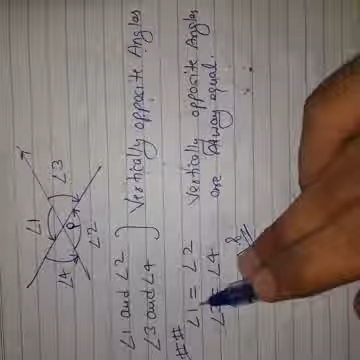 ∠1
∠3
∠4
∠2
∠1 and ∠2 } Vertically opposite Angles
∠3 and ∠4
##
∠1 = ∠2 Vertically opposite Angles
∠3 = ∠4 are always equal.